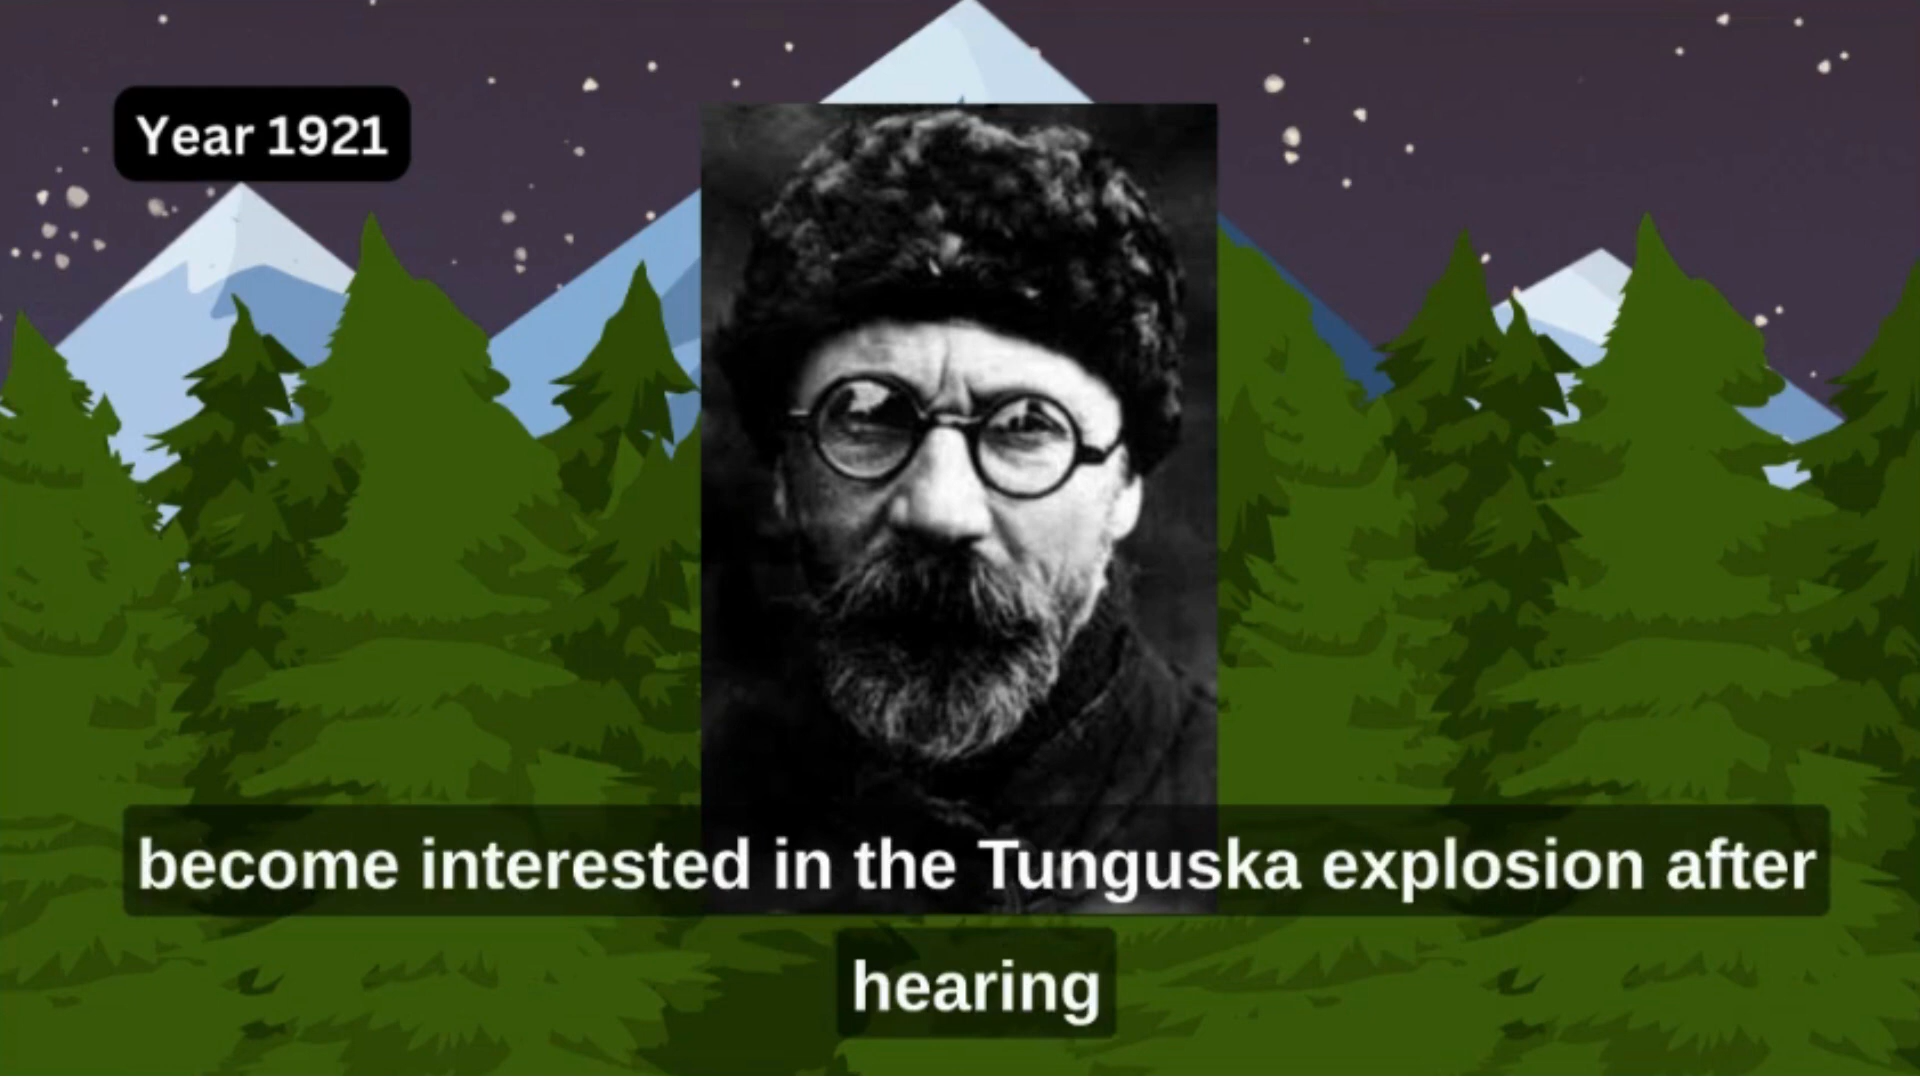 Year 1921
become interested in the Tunguska explosion after
hearing